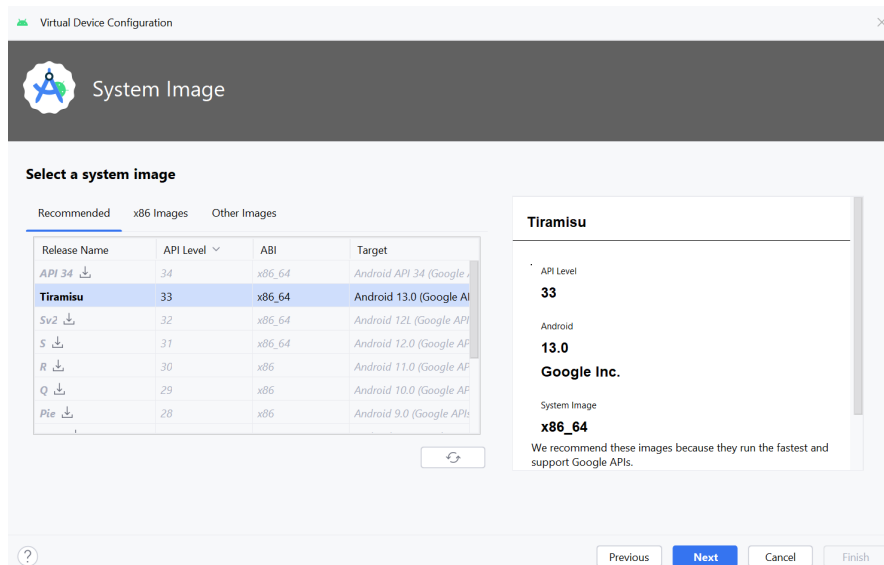 Virtual Device Configuration
System Image
Select a system image
Recommended x86 Images Other Images
Release Name API Level ABI Target
API 34 34 x86_64 Android API 34 (Google
Tiramisu 33 x86_64 Android 13.0 (Google AI
Sv2 32 x86_64 Android 12L (Google API
S 31 x86_64 Android 12.0 (Google AP
R 30 x86 Android 11.0 (Google AP
Q 29 x86 Android 10.0 (Google AP
Pie 28 x86 Android 9.0 (Google APIs
Tiramisu
API Level
33
Android
13.0
Google Inc.
System Image
x86_64
We recommend these images because they run the fastest and
support Google APIs.
? Previous Next Cancel Finish